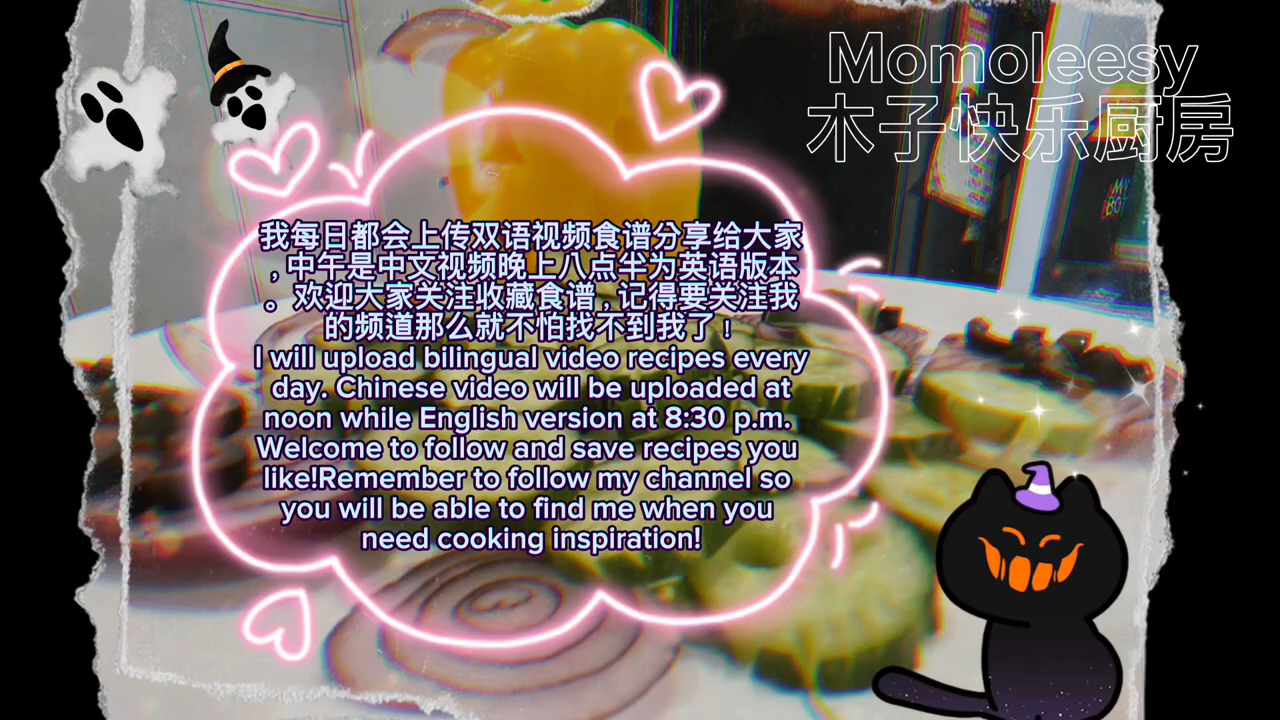 Momoleesy
木子快乐厨房
我每日都会上传双语视频食谱分享给大家
,中午是中文视频晚上八点半为英语版本
。欢迎大家关注收藏食谱,记得要关注我
的频道那么就不怕找不到我了!
I will upload bilingual video recipes every
day. Chinese video will be uploaded at
noon while English version at 8:30 p.m.
Welcome to follow and save recipes you
like!Remember to follow my channel so
you will be able to find me when you
need cooking inspiration!
MY
BOT